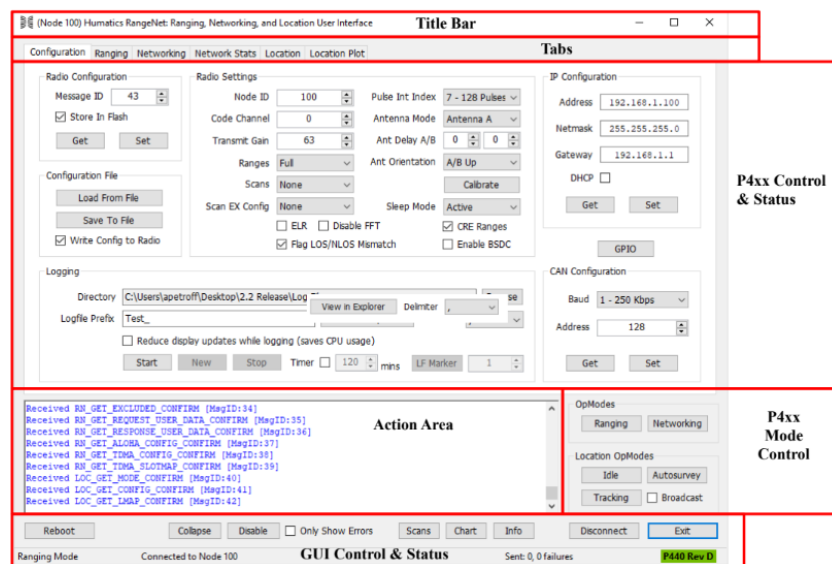 (Node 100) Humatics RangeNet: Ranging, Networking, and Location User Interface Title Bar
Configuration Ranging Networking Network Stats Location Location Plot Tabs
Radio Configuration
Message ID 43
Store In Flash
Get Set
Configuration File
Load From File
Save To File
Write Config to Radio
Radio Settings
Node ID 100 Pulse Int Index 7 - 128 Pulses
Code Channel 0 Antenna Mode Antenna A
Transmit Gain 63 Ant Delay A/B 0 0
Ranges Full Ant Orientation A/B Up
Scans None Calibrate
Scan EX Config None Sleep Mode Active
ELR Disable FFT CRE Ranges
Flag LOS/NLOS Mismatch Enable BSDC
IP Configuration
Address 192.168.1.100
Netmask 255.255.255.0
Gateway 192.168.1.1
DHCP
Get Set
GPIO
P4xx Control
& Status
Logging
Directory C:\Users\apetroff\Desktop\2.2 Release\Log
View in Explorer Delimiter ,
Logfile Prefix Test_
Reduce display updates while logging (saves CPU usage)
Start New Stop Timer 120 mins LF Marker 1
CAN Configuration
Baud 1 - 250 Kbps
Address 128
Get Set
Received RN_GET_EXCLUDED_CONFIRM [MsgID:34]
Received RN_GET_REQUEST_USER_DATA_CONFIRM [MsgID:35]
Received RN_GET_RESPONSE_USER_DATA_CONFIRM [MsgID:36]
Received RN_GET_ALOHA_CONFIG_CONFIRM [MsgID:37]
Received RN_GET_TDMA_CONFIG_CONFIRM [MsgID:38]
Received RN_GET_TDMA_SLOTMAP_CONFIRM [MsgID:39]
Received LOC_GET_MODE_CONFIRM [MsgID:40]
Received LOC_GET_CONFIG_CONFIRM [MsgID:41]
Received LOC_GET_LMAP_CONFIRM [MsgID:42]
Action Area
OpModes
Ranging Networking
Location OpModes
Idle Autosurvey
Tracking Broadcast
P4xx
Mode
Control
Reboot Collapse Disable Only Show Errors Scans Chart Info Disconnect Exit
Ranging Mode Connected to Node 100 GUI Control & Status Sent: 0, 0 failures P440 Rev D